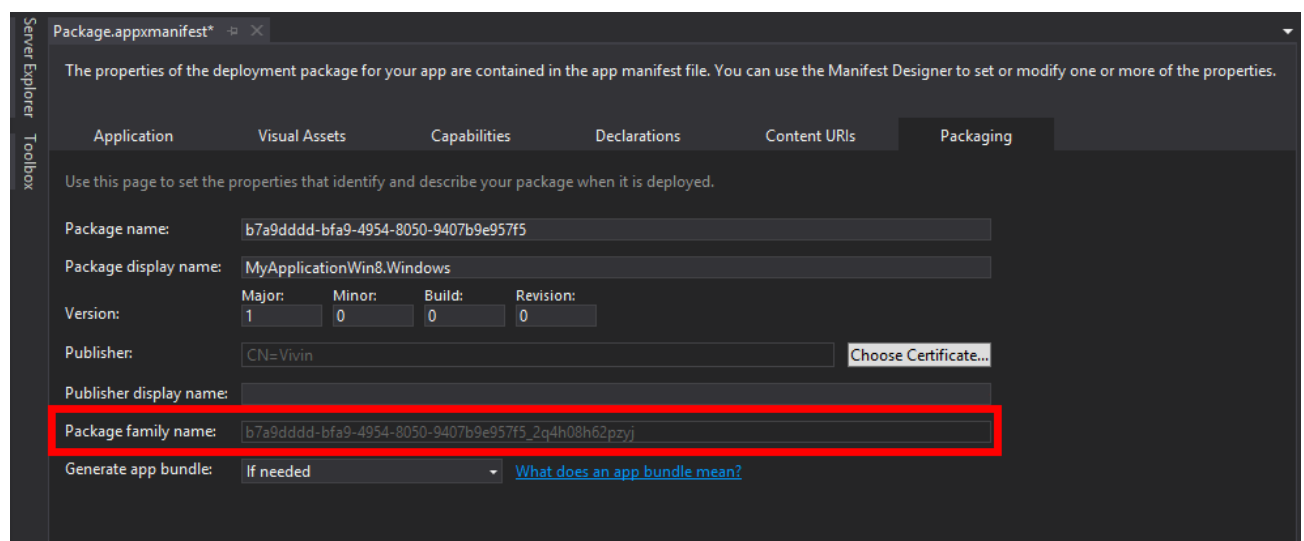 Server Explorer
Toolbox
Package.appxmanifest*
The properties of the deployment package for your app are contained in the app manifest file. You can use the Manifest Designer to set or modify one or more of the properties.
Application Visual Assets Capabilities Declarations Content URIs Packaging
Use this page to set the properties that identify and describe your package when it is deployed.
Package name: b7a9dddd-bfa9-4954-8050-9407b9e957f5
Package display name: MyApplicationWin8.Windows
Major: Minor: Build: Revision:
Version: 1 0 0 0
Publisher: CN=Vivin Choose Certificate...
Publisher display name:
Package family name: b7a9dddd-bfa9-4954-8050-9407b9e957f5_2q4h08h62pzyj
Generate app bundle: If needed What does an app bundle mean?